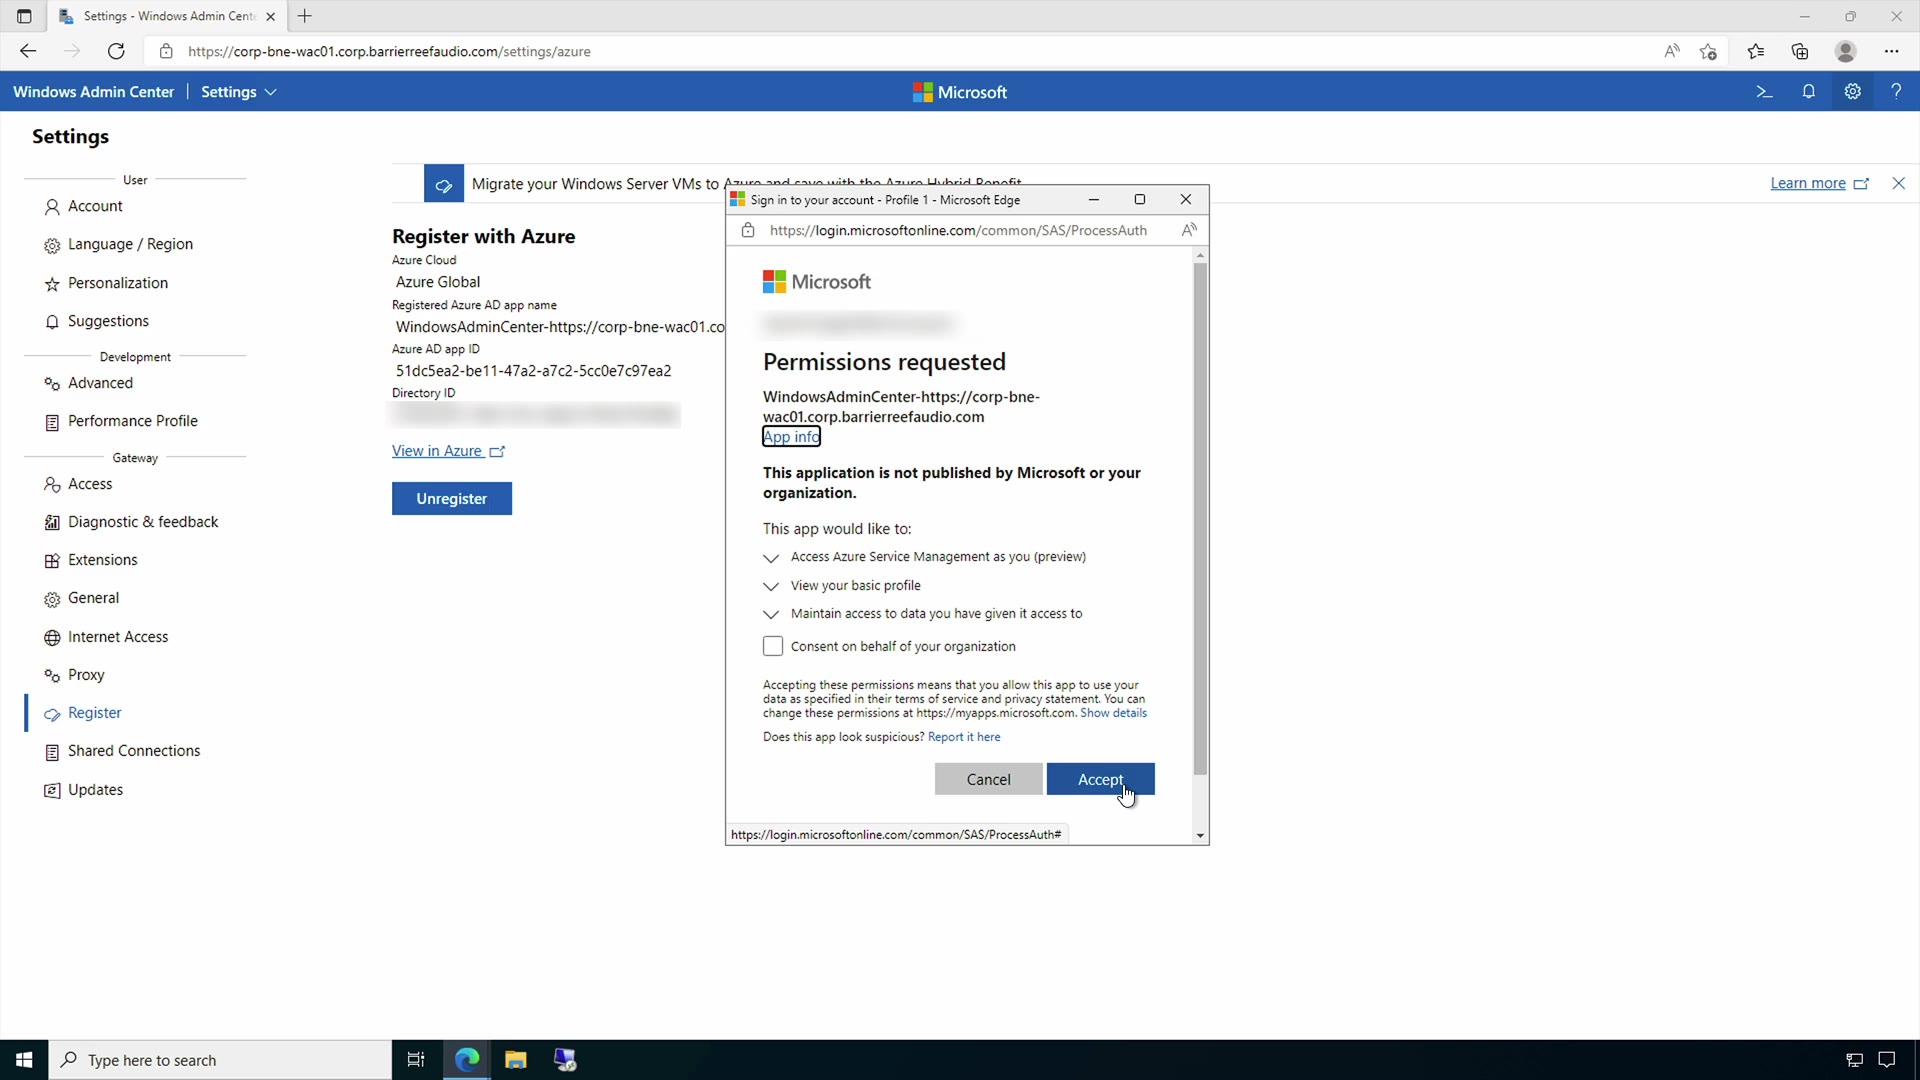 Settings - Windows Admin Cente
https://corp-bne-wac01.corp.barrierreefaudio.com/settings/azure
Windows Admin Center
Settings
Microsoft
Settings
User
Account
Language / Region
Personalization
Suggestions
Development
Advanced
Performance Profile
Gateway
Access
Diagnostic & feedback
Extensions
General
Internet Access
Proxy
Register
Shared Connections
Updates
Migrate your Windows Server VMs to Azure and save with the Azure Hybrid Benefit
Learn more
Register with Azure
Azure Cloud
Azure Global
Registered Azure AD app name
WindowsAdminCenter-https://corp-bne-wac01.co
Azure AD app ID
51dc5ea2-be11-47a2-a7c2-5cc0e7c97ea2
Directory ID
View in Azure
Unregister
Sign in to your account - Profile 1 - Microsoft Edge
https://login.microsoftonline.com/common/SAS/ProcessAuth
Microsoft
Permissions requested
WindowsAdminCenter-https://corp-bne-
wac01.corp.barrierreefaudio.com
App info
This application is not published by Microsoft or your
organization.
This app would like to:
Access Azure Service Management as you (preview)
View your basic profile
Maintain access to data you have given it access to
Consent on behalf of your organization
Accepting these permissions means that you allow this app to use your
data as specified in their terms of service and privacy statement. You can
change these permissions at https://myapps.microsoft.com. Show details
Does this app look suspicious? Report it here
Cancel
Accept
https://login.microsoftonline.com/common/SAS/ProcessAuth#
Type here to search